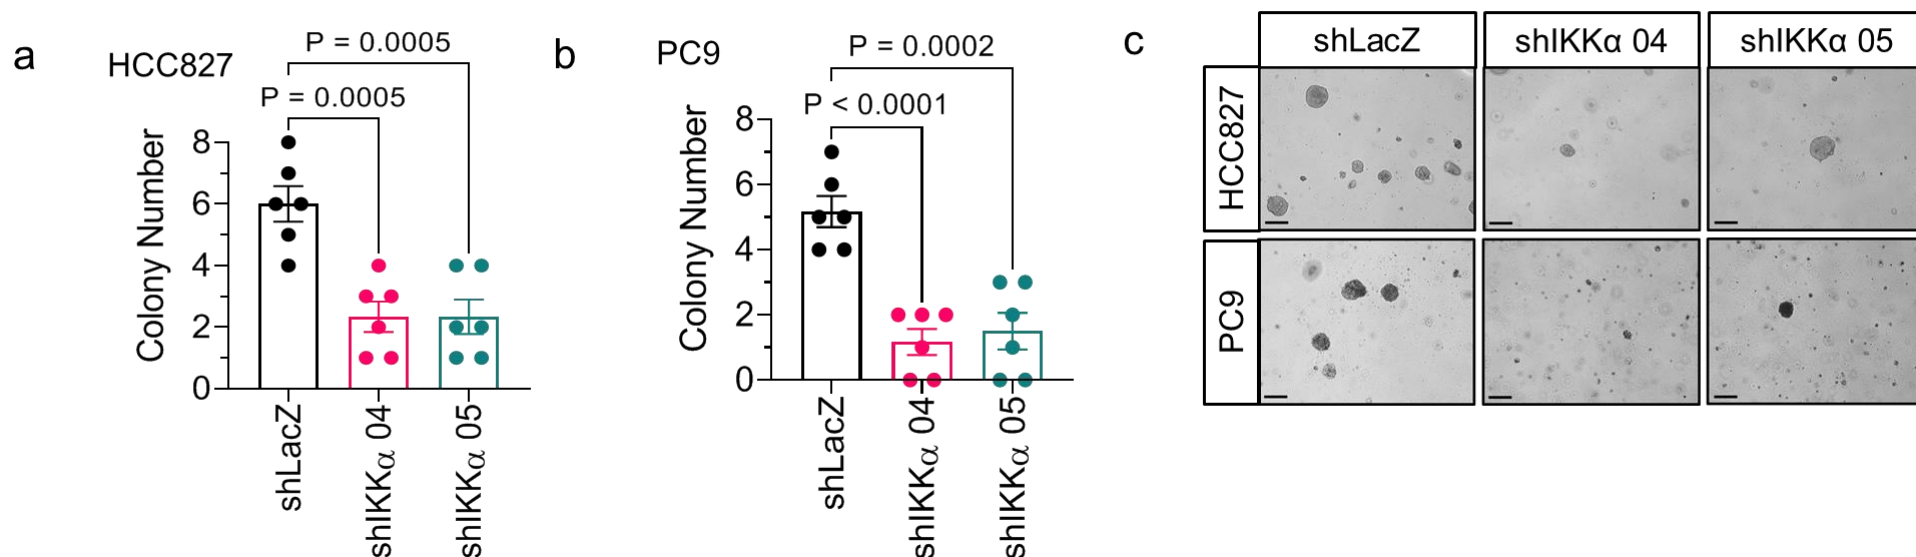 a
HCC827
P = 0.0005
P = 0.0005
Colony Number
8
6
4
2
0
shLacZ
shIKKα 04
shIKKα 05
b
PC9
P = 0.0002
P < 0.0001
Colony Number
8
6
4
2
0
shLacZ
shIKKα 04
shIKKα 05
c
shLacZ
shIKKα 04
shIKKα 05
HCC827
PC9